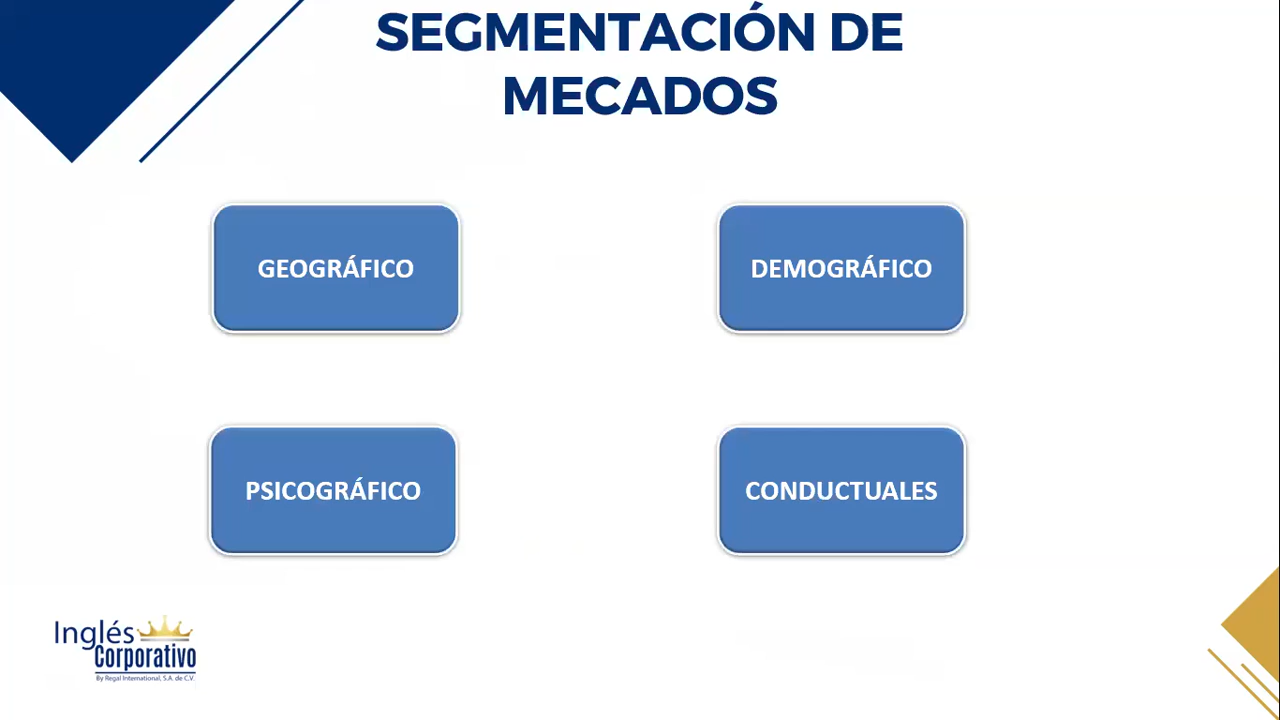 SEGMENTACIÓN DE
MECADOS
GEOGRÁFICO
DEMOGRÁFICO
PSICOGRÁFICO
CONDUCTUALES
Inglés
Corporativo
By Regal International, S.A. de C.V.